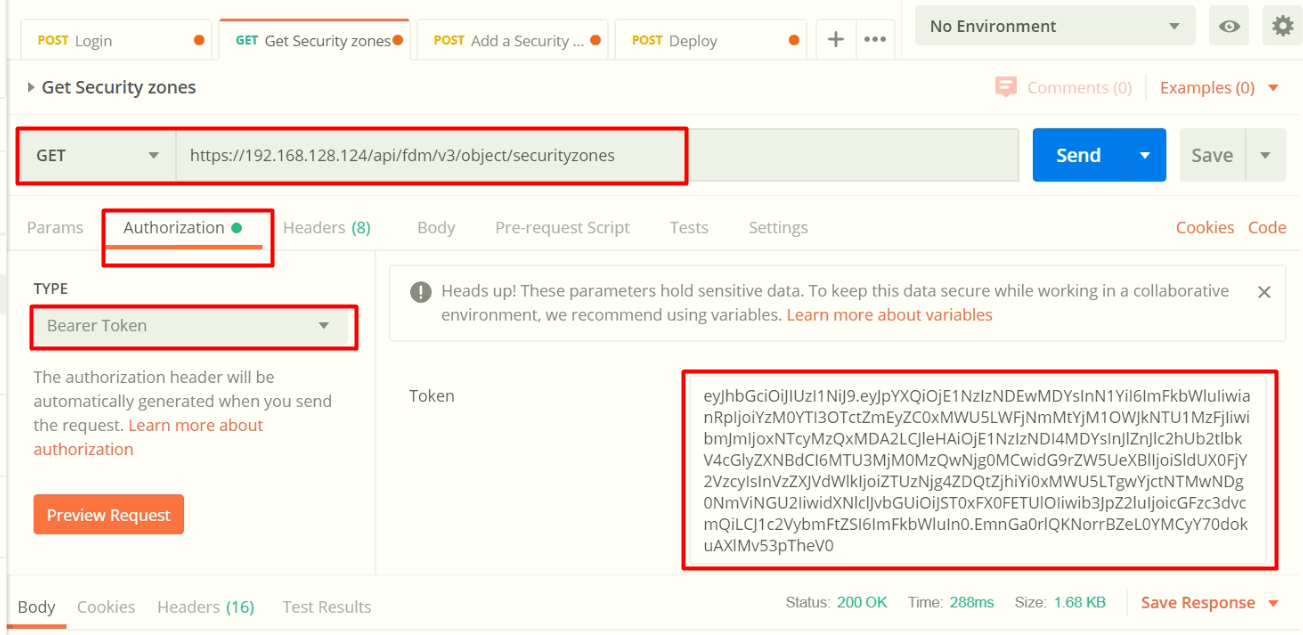 POST Login
GET Get Security zones
POST Add a Security ...
POST Deploy
No Environment
Get Security zones
Comments (0)
Examples (0)
GET
https://192.168.128.124/api/fdm/v3/object/securityzones
Send
Save
Params
Authorization
Headers (8)
Body
Pre-request Script
Tests
Settings
Cookies
Code
TYPE
Bearer Token
The authorization header will be
automatically generated when you send
the request. Learn more about
authorization
Preview Request
Heads up! These parameters hold sensitive data. To keep this data secure while working in a collaborative
environment, we recommend using variables. Learn more about variables
Token
eyJhbGciOiJIUzI1NiJ9.eyJpYXQiOjE1NzIzNDEwMDYsInN1YiI6ImFkbWluIiwia
nRpIjoiYzM0YTI3OTctZmEyZC0xMWU5LWFjNmMtYjM1OWJkNTU1MzFjIiwi
bmJmIjoxNTcyMzQxMDA2LCJleHAiOjE1NzIzNDI4MDYsInJlZnJlc2hUb2tlbk
V4cGlyZXNBdCI6MTU3MjM0MzQwNjg0MCwidG9rZW5UeXBlIjoiSldUX0FjY
2VzcyIsInVzZXJVdWlkIjoiZTUzNjg4ZDQtZjhiYi0xMWU5LTgwYjctNTMwNDg
0NmViNGU2IiwidXNlclJvbGUiOiJST0xFX0FETUlOIiwib3JpZ2luIjoicGFzc3dvc
mQiLCJ1c2VybmFtZSI6ImFkbWluIn0.EmnGa0rlQKNorrBZeL0YMCyY70dok
uAXlMv53pTheV0
Body
Cookies
Headers (16)
Test Results
Status: 200 OK
Time: 288ms
Size: 1.68 KB
Save Response